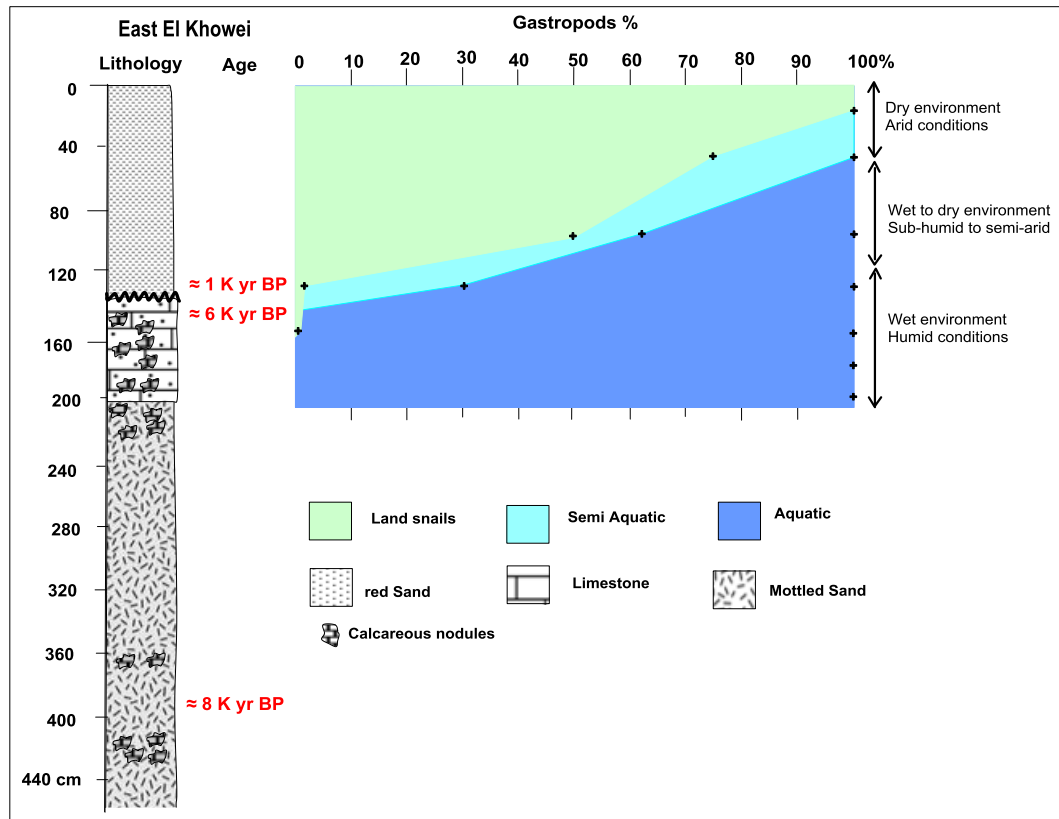 East El Khowei
Gastropods %
Lithology
Age
0
10
20
30
40
50
60
70
80
90
100%
0
40
80
120
160
200
240
280
320
360
400
440 cm
≈ 1 K yr BP
≈ 6 K yr BP
≈ 8 K yr BP
Dry environment
Arid conditions
Wet to dry environment
Sub-humid to semi-arid
Wet environment
Humid conditions
Land snails
Semi Aquatic
Aquatic
red Sand
Limestone
Mottled Sand
Calcareous nodules